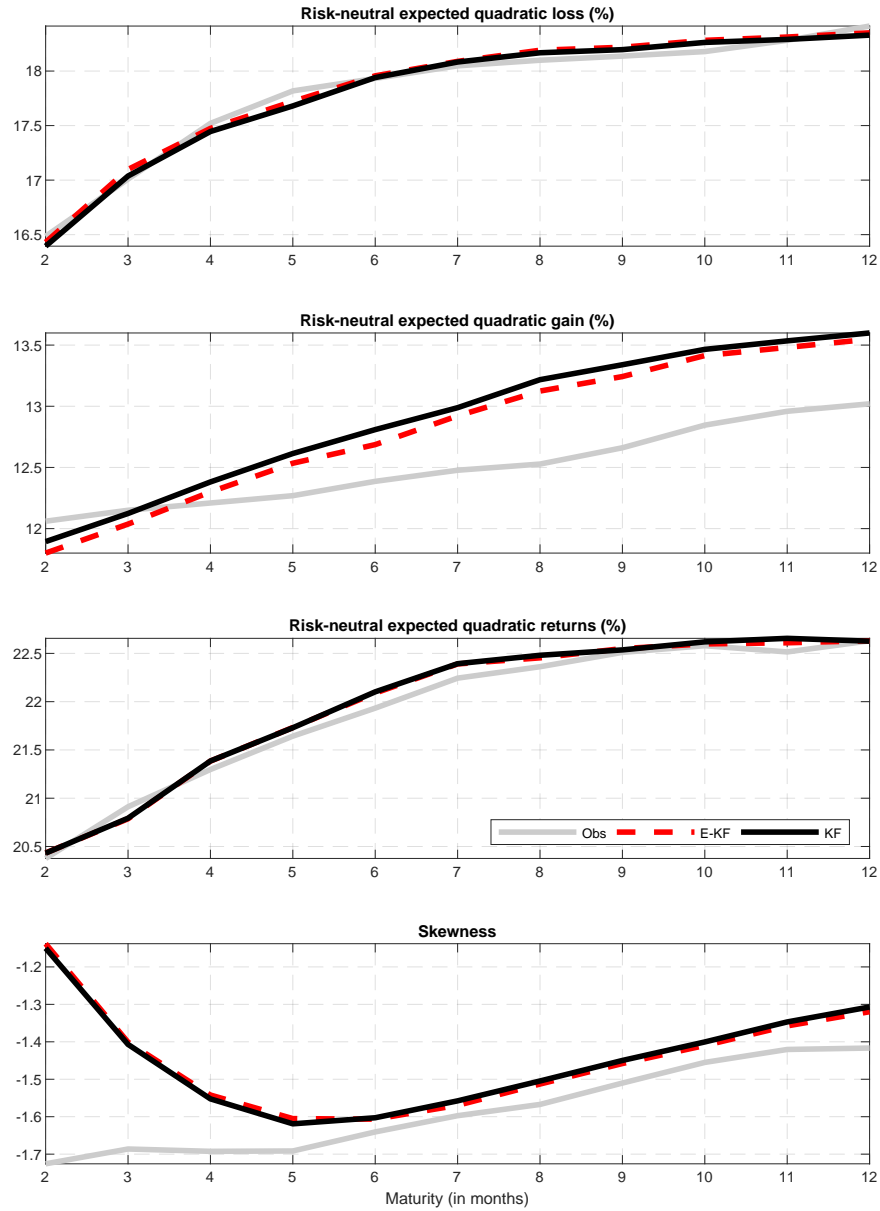 Risk-neutral expected quadratic loss (%)
18
17.5
17
16.5
2 3 4 5 6 7 8 9 10 11 12
Risk-neutral expected quadratic gain (%)
13.5
13
12.5
12
2 3 4 5 6 7 8 9 10 11 12
Risk-neutral expected quadratic returns (%)
22.5
22
21.5
21
20.5
Obs E-KF KF
2 3 4 5 6 7 8 9 10 11 12
Skewness
-1.2
-1.3
-1.4
-1.5
-1.6
-1.7
2 3 4 5 6 7 8 9 10 11 12
Maturity (in months)